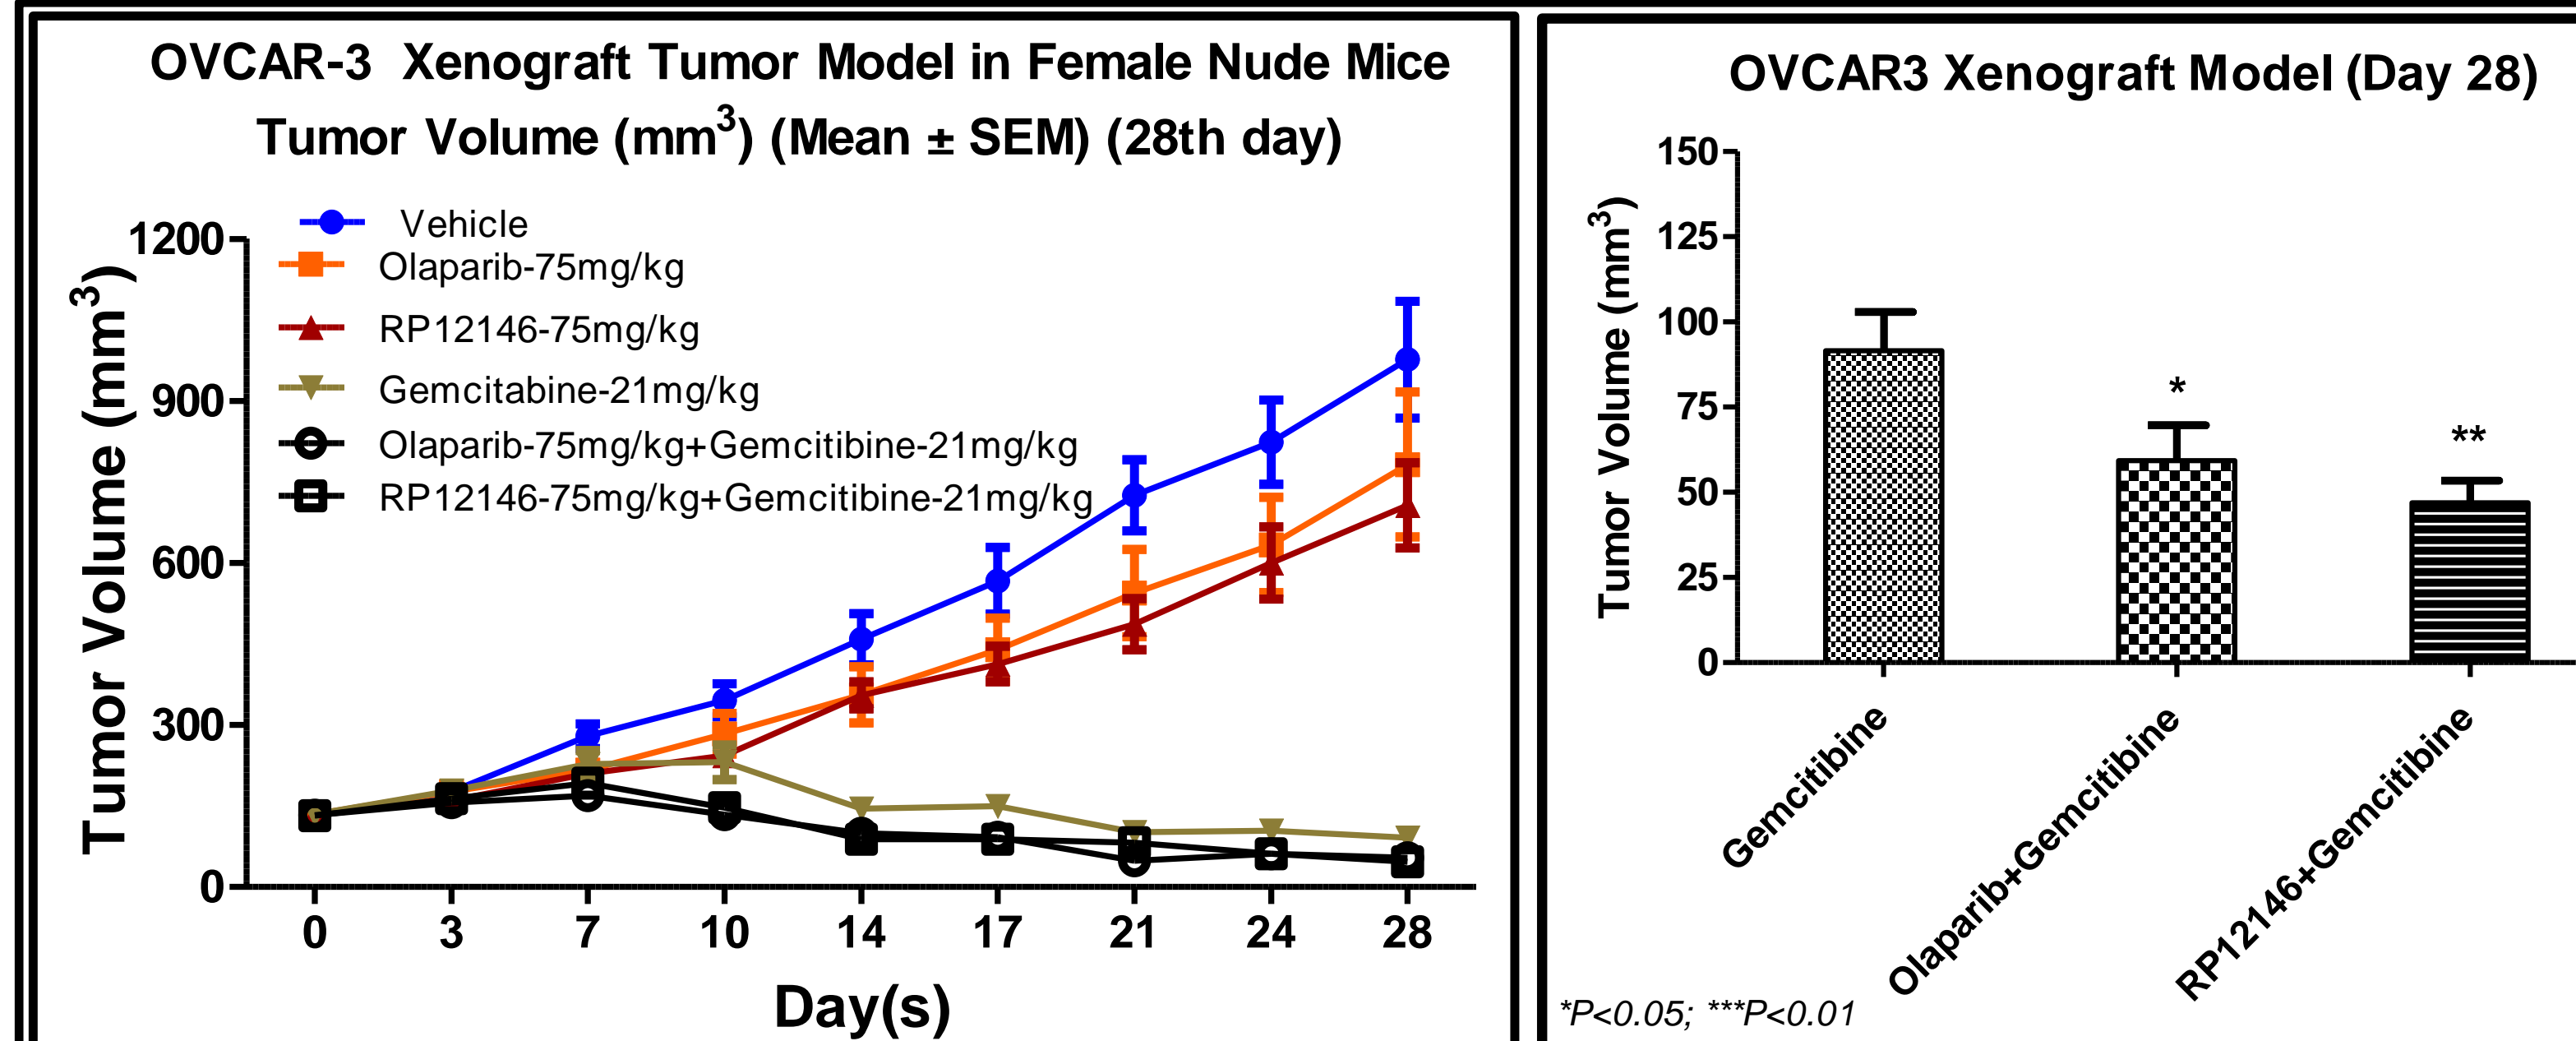 OVCAR-3 Xenograft Tumor Model in Female Nude Mice
Tumor Volume (mm³) (Mean ± SEM) (28th day)
Vehicle
Olaparib-75mg/kg
RP12146-75mg/kg
Gemcitabine-21mg/kg
Olaparib-75mg/kg+Gemcitibine-21mg/kg
RP12146-75mg/kg+Gemcitibine-21mg/kg
Tumor Volume (mm³)
1200
900
600
300
0
0 3 7 10 14 17 21 24 28
Day(s)
OVCAR3 Xenograft Model (Day 28)
Tumor Volume (mm³)
150
125
100
75
50
25
0
*
**
Gemcitibine
Olaparib+Gemcitibine
RP12146+Gemcitibine
*P<0.05; ***P<0.01